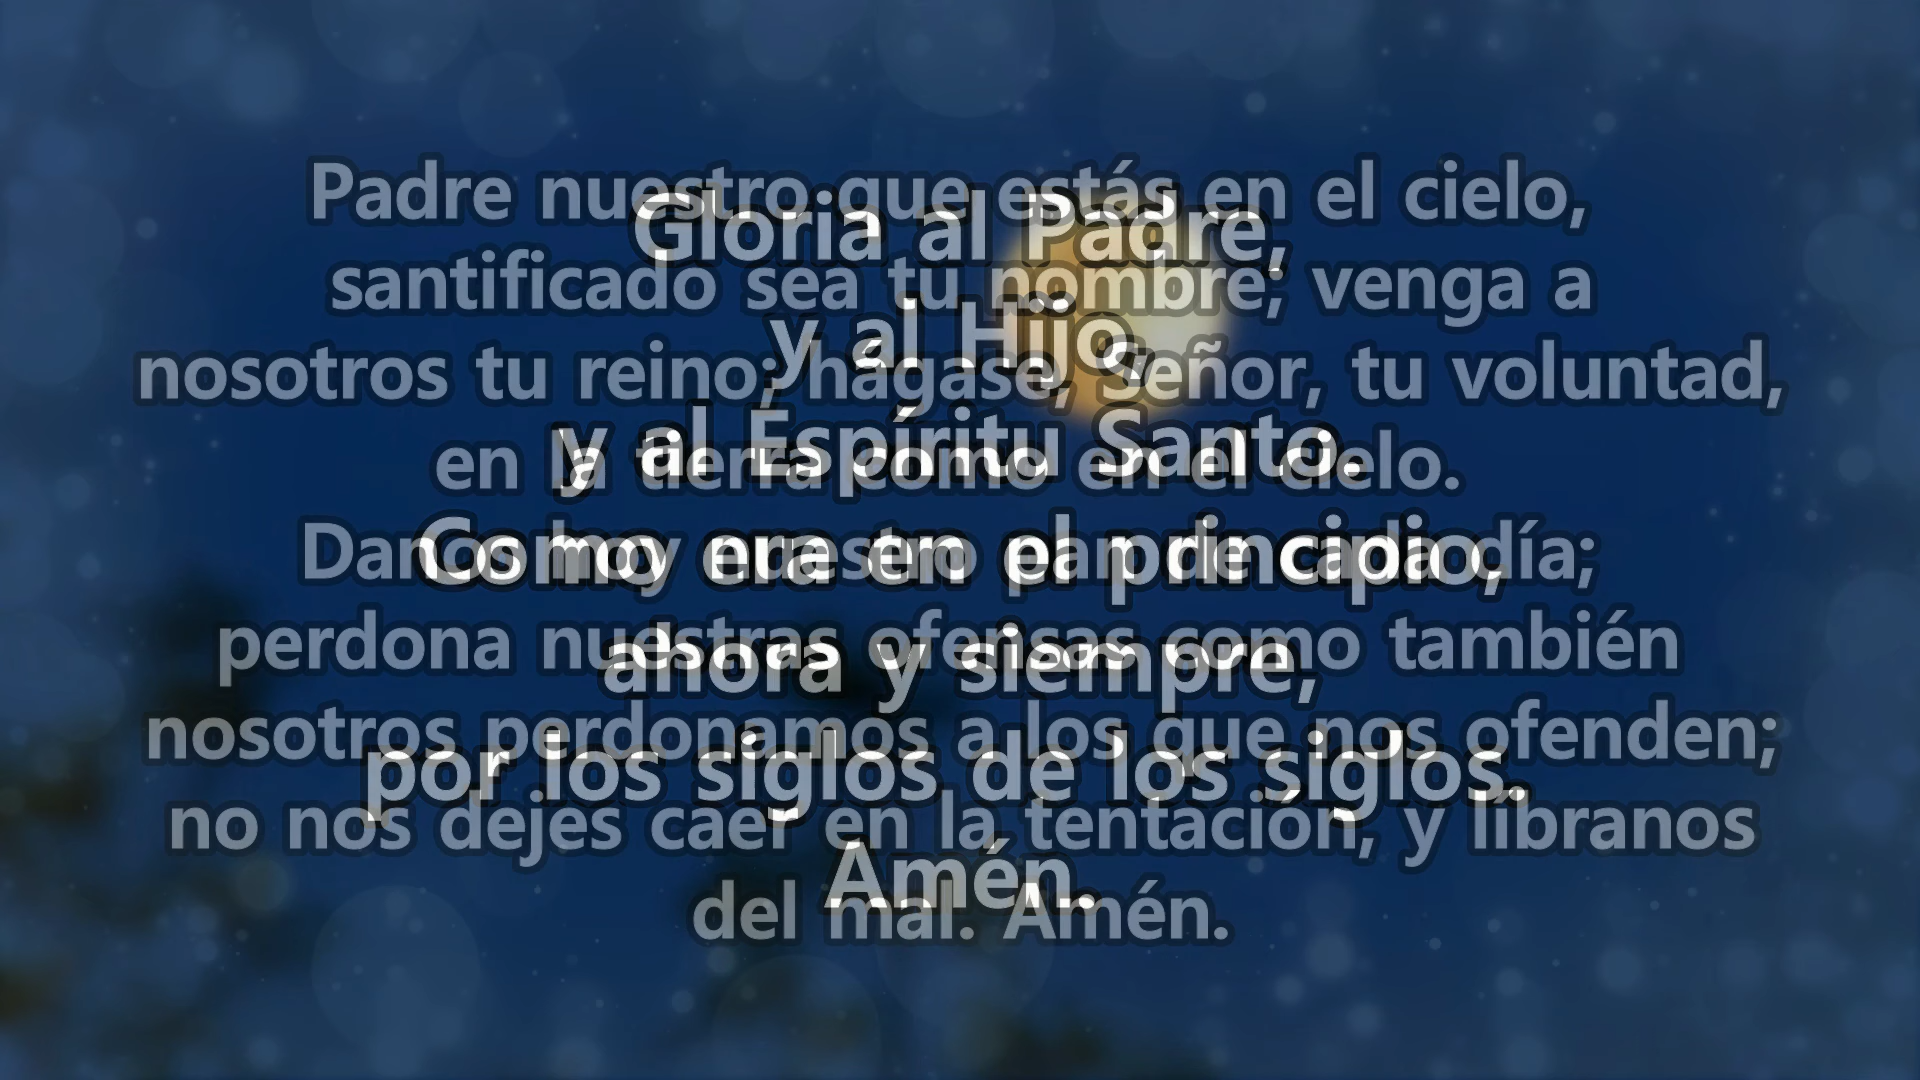 Padre nuestro que estás en el cielo,
santificado sea tu nombre; venga a
nosotros tu reino; hágase, Señor, tu voluntad,
en la tierra como en el cielo.
Danos hoy nuestro pan de cada día;
perdona nuestras ofensas como también
nosotros perdonamos a los que nos ofenden;
no nos dejes caer en la tentación, y líbranos
del mal. Amén.
Gloria al Padre,
y al Hijo,
y al Espíritu Santo.
Como era en el principio,
ahora y siempre,
por los siglos de los siglos.
Amén.